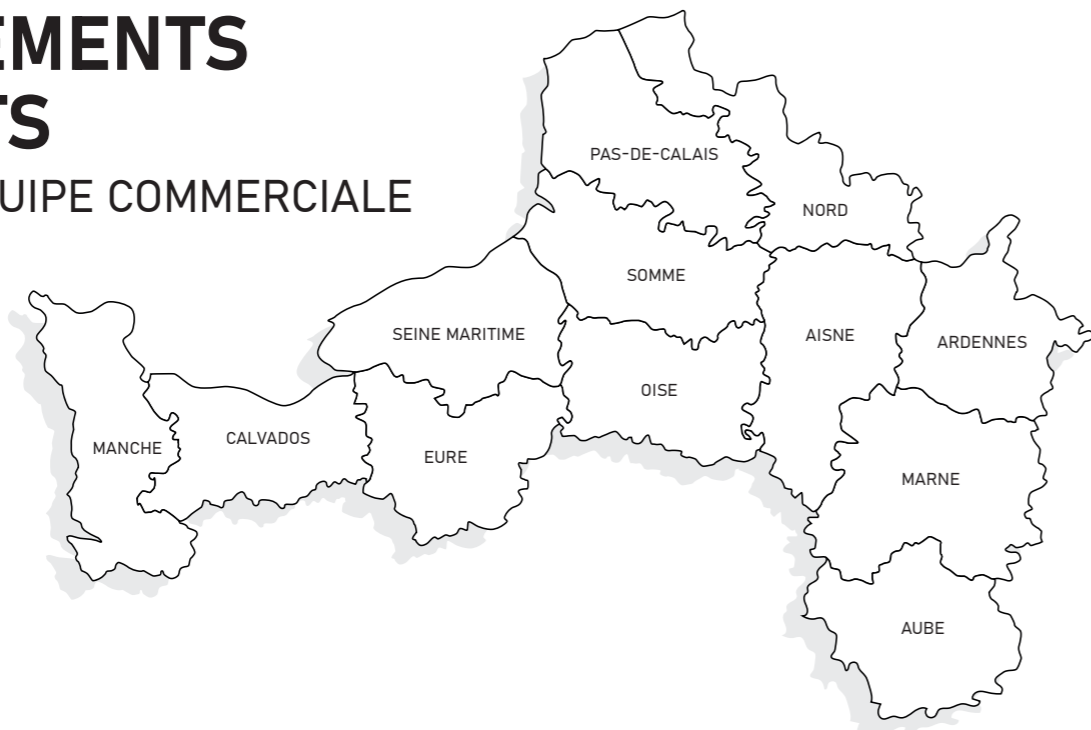 EMENTS
TS
UIPE COMMERCIALE
PAS-DE-CALAIS
NORD
SOMME
SEINE MARITIME
AISNE
ARDENNES
OISE
MANCHE
CALVADOS
EURE
MARNE
AUBE